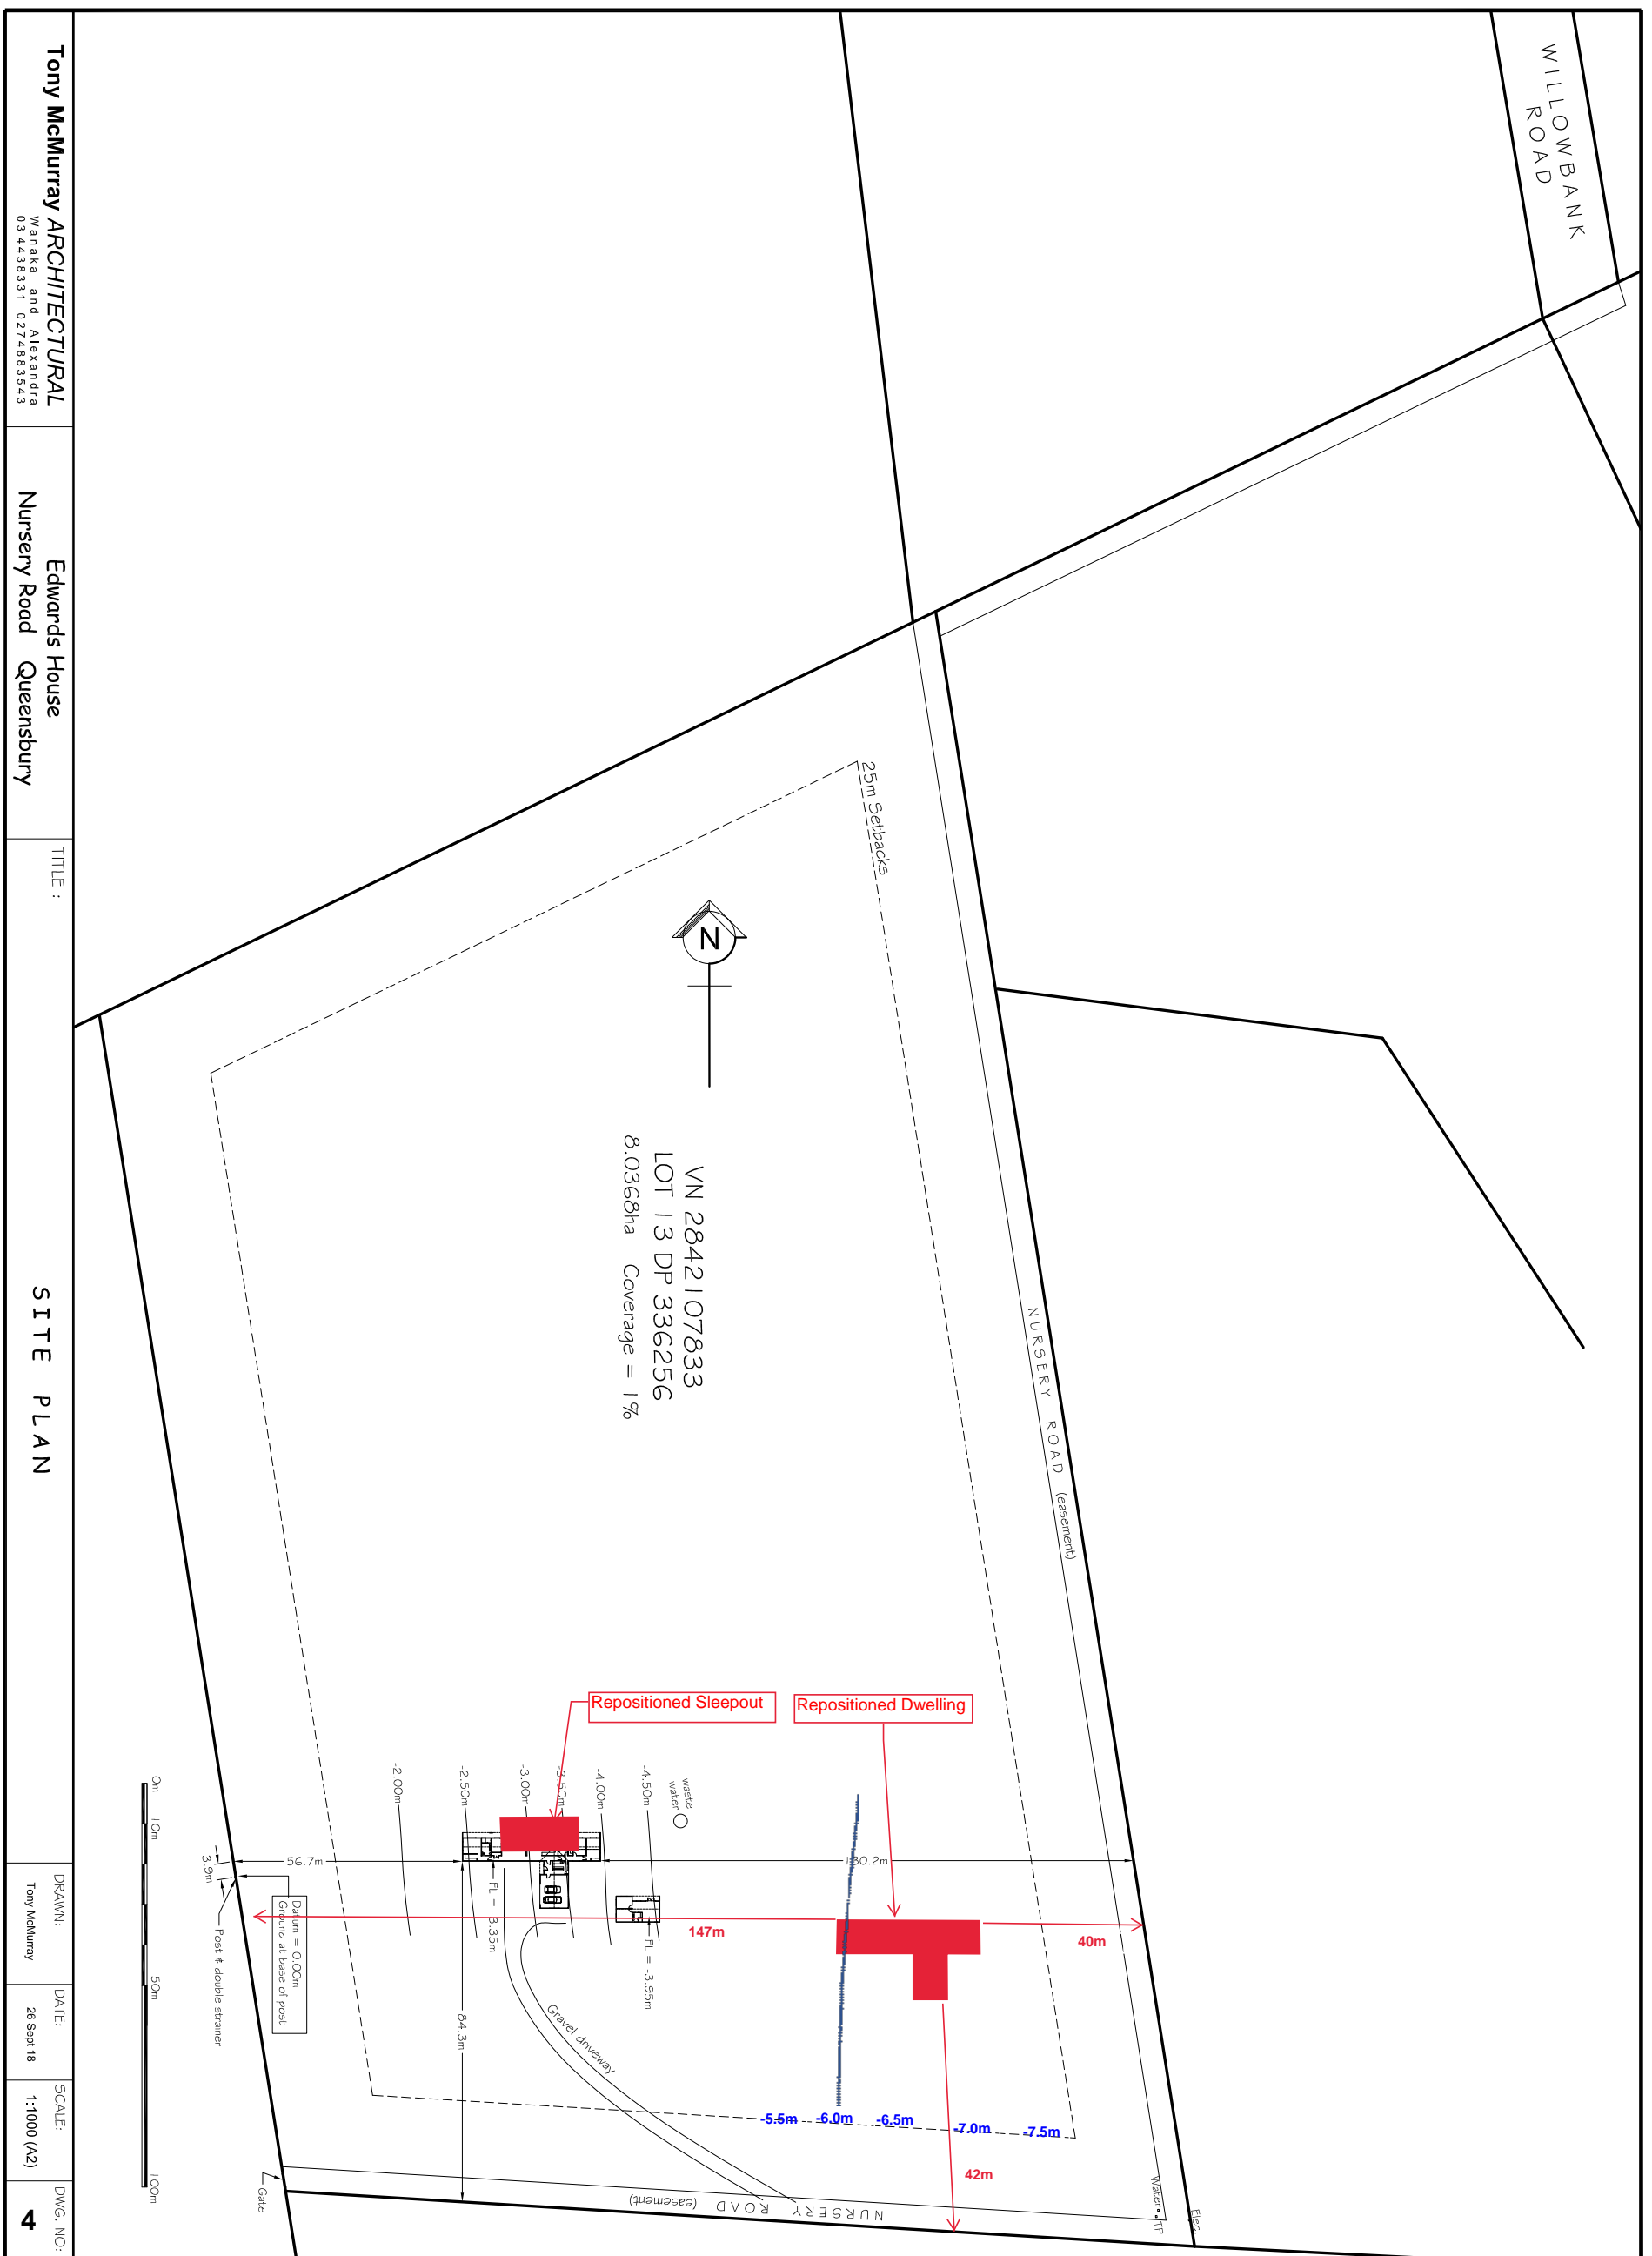 WILLOWBANK
ROAD
25m Setbacks
N
VN 2842107833
LOT 13 DP 336256
8.0368ha Coverage = 1%
NURSERY ROAD (easement)
Repositioned Sleepout
Repositioned Dwelling
-2.00m
-2.50m
-3.00m
-3.50m
-4.00m
-4.50m
waste
water
56.7m
130.2m
3.9m
Post & double strainer
Datum = 0.00m
Ground at base of post
FL = -3.35m
FL = -3.95m
147m
40m
84.3m
Gravel driveway
-5.5m
-6.0m
-6.5m
-7.0m
-7.5m
42m
NURSERY ROAD (easement)
Water
TP
Elec.
Gate
0m
10m
50m
100m
Tony McMurray ARCHITECTURAL
Wanaka and Alexandra
03 4438331 0274883543
Edwards House
Nursery Road Queensbury
TITLE :
SITE PLAN
DRAWN:
Tony McMurray
DATE:
26 Sept 18
SCALE:
1:1000 (A2)
DWG. NO:
4